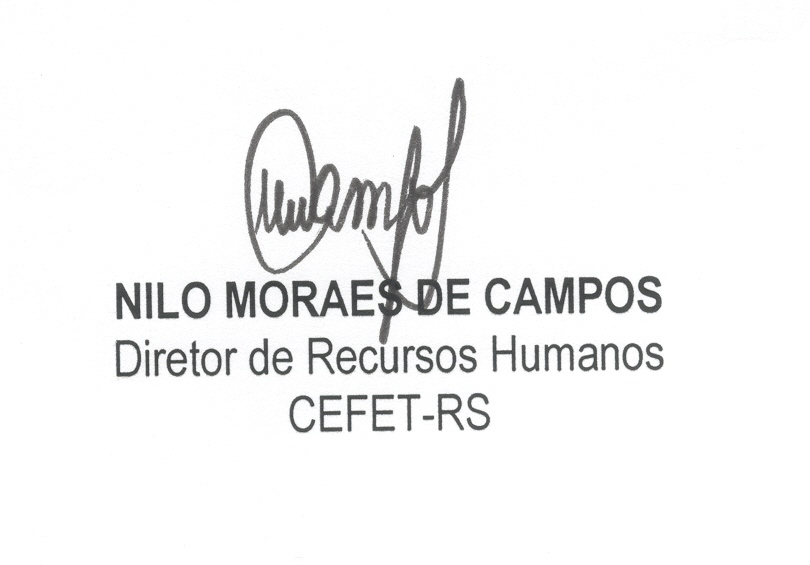 NILO MORAES DE CAMPOS
Diretor de Recursos Humanos
CEFET-RS